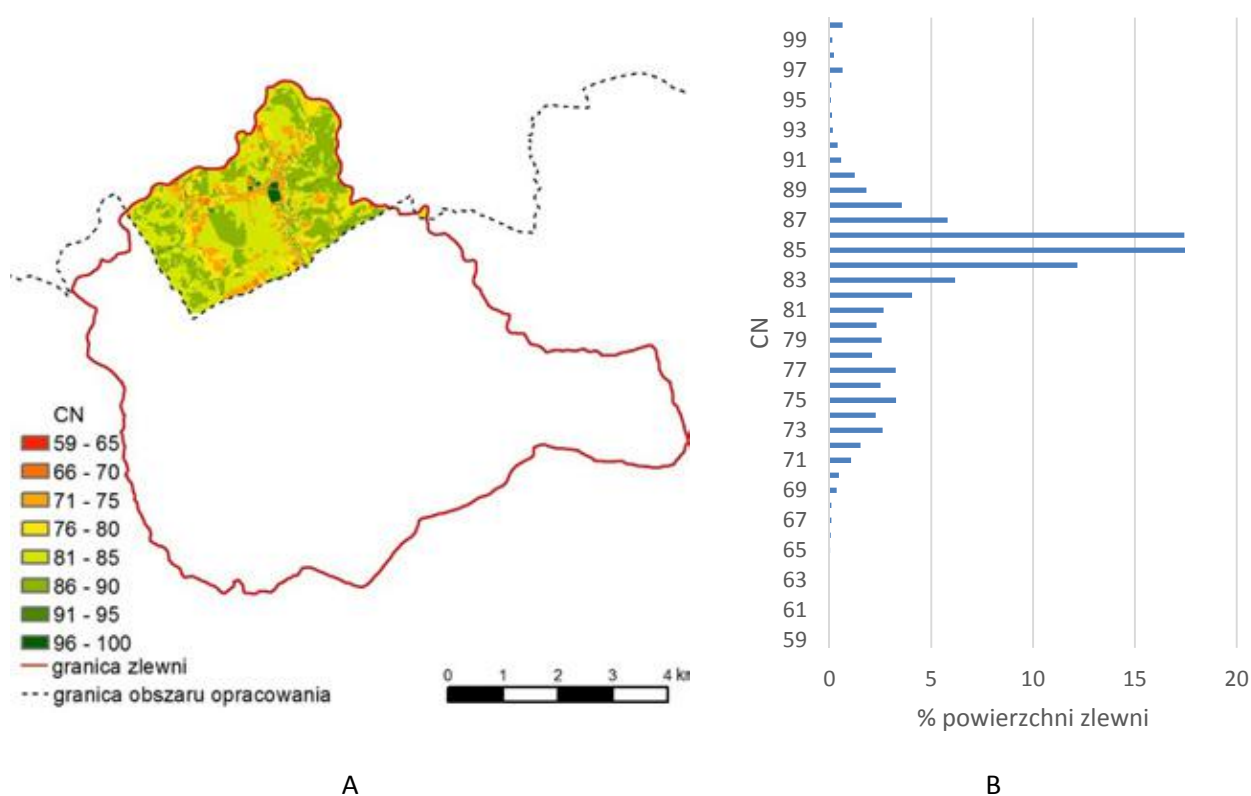 CN
59 - 65
66 - 70
71 - 75
76 - 80
81 - 85
86 - 90
91 - 95
96 - 100
granica zlewni
granica obszaru opracowania
0 1 2 3 4 km
A
99
97
95
93
91
89
87
85
83
81
79
77
75
73
71
69
67
65
63
61
59
CN
0 5 10 15 20
% powierzchni zlewni
B